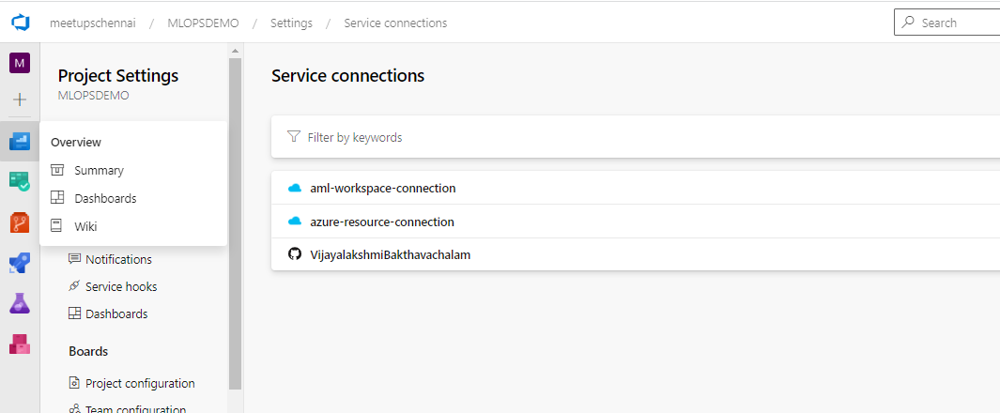 meetupschennai / MLOPSDEMO / Settings / Service connections
Search
M
Project Settings
MLOPSDEMO
Overview
Summary
Dashboards
Wiki
Notifications
Service hooks
Dashboards
Boards
Project configuration
Team configuration
Service connections
Filter by keywords
aml-workspace-connection
azure-resource-connection
VijayalakshmiBakthavachalam